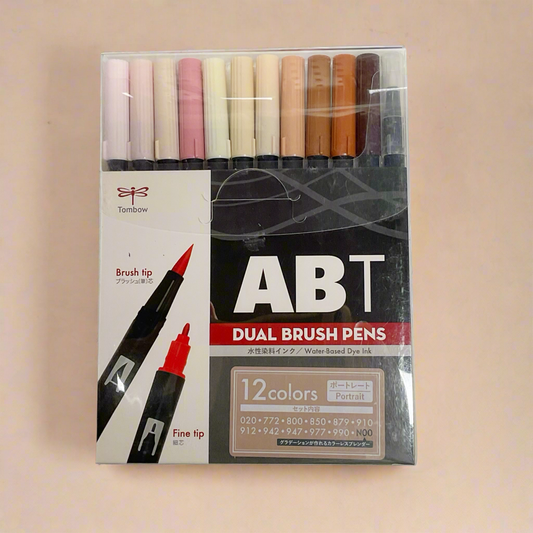 Tombow
Brush tip
ブラッシュ(筆)芯
Fine tip
細芯
ABT
DUAL BRUSH PENS
水性染料インク／Water-Based Dye Ink
12colors
ポートレート
Portrait
セット内容
020・772・800・850・879・910・
912・942・947・977・990・N00
グラデーションが作れるカラーレスブレンダー